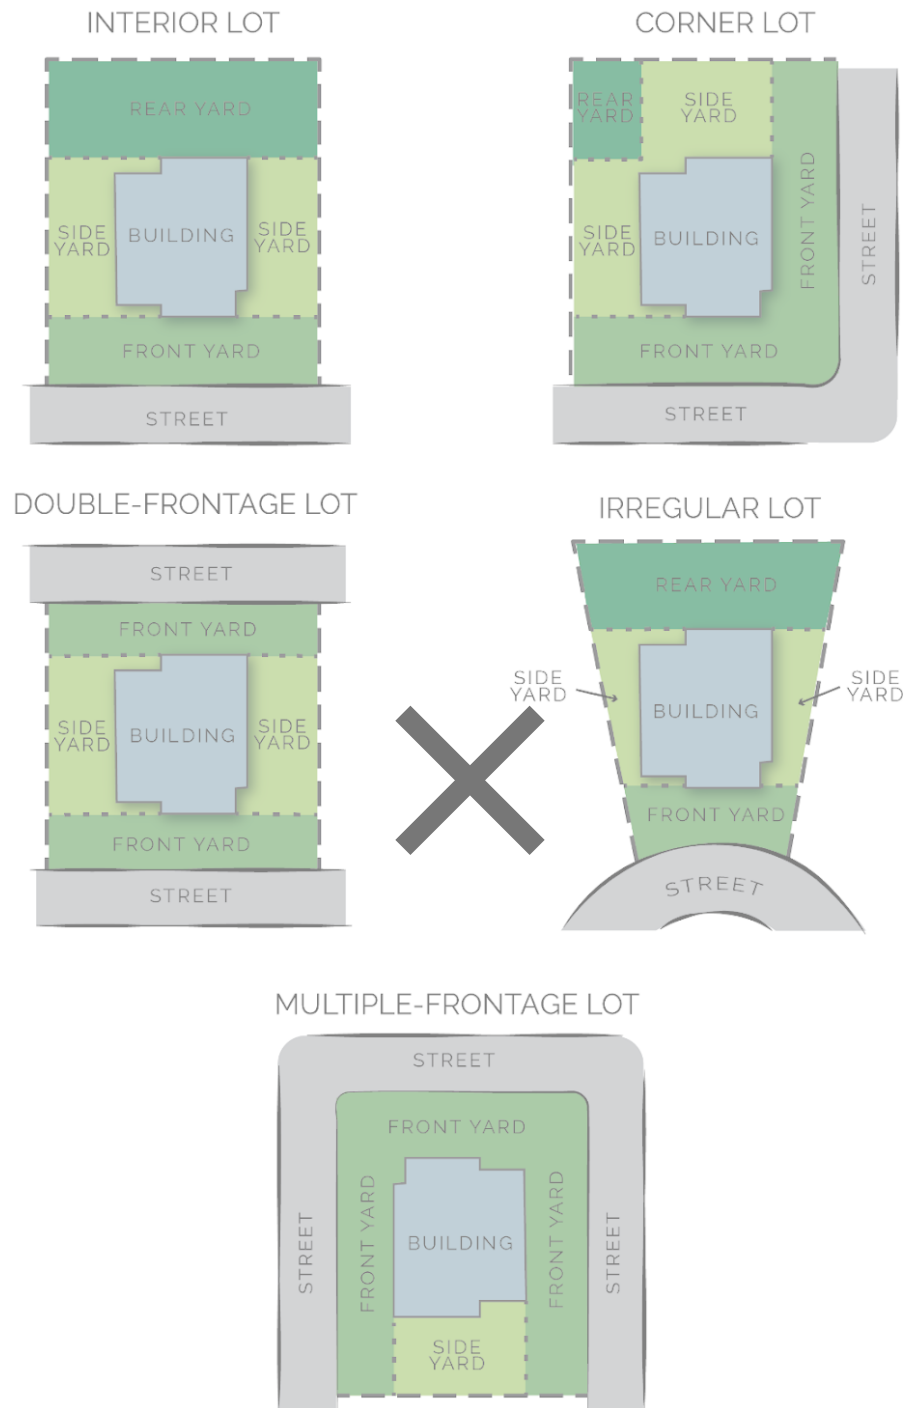 INTERIOR LOT
REAR YARD
SIDE
YARD
BUILDING
SIDE
YARD
FRONT YARD
STREET
CORNER LOT
REAR
YARD
SIDE
YARD
SIDE
YARD
BUILDING
FRONT YARD
STREET
FRONT YARD
STREET
DOUBLE-FRONTAGE LOT
STREET
FRONT YARD
SIDE
YARD
BUILDING
SIDE
YARD
FRONT YARD
STREET
IRREGULAR LOT
REAR YARD
SIDE
YARD
BUILDING
SIDE
YARD
FRONT YARD
STREET
MULTIPLE-FRONTAGE LOT
STREET
FRONT YARD
STREET
FRONT YARD
BUILDING
FRONT YARD
STREET
SIDE
YARD